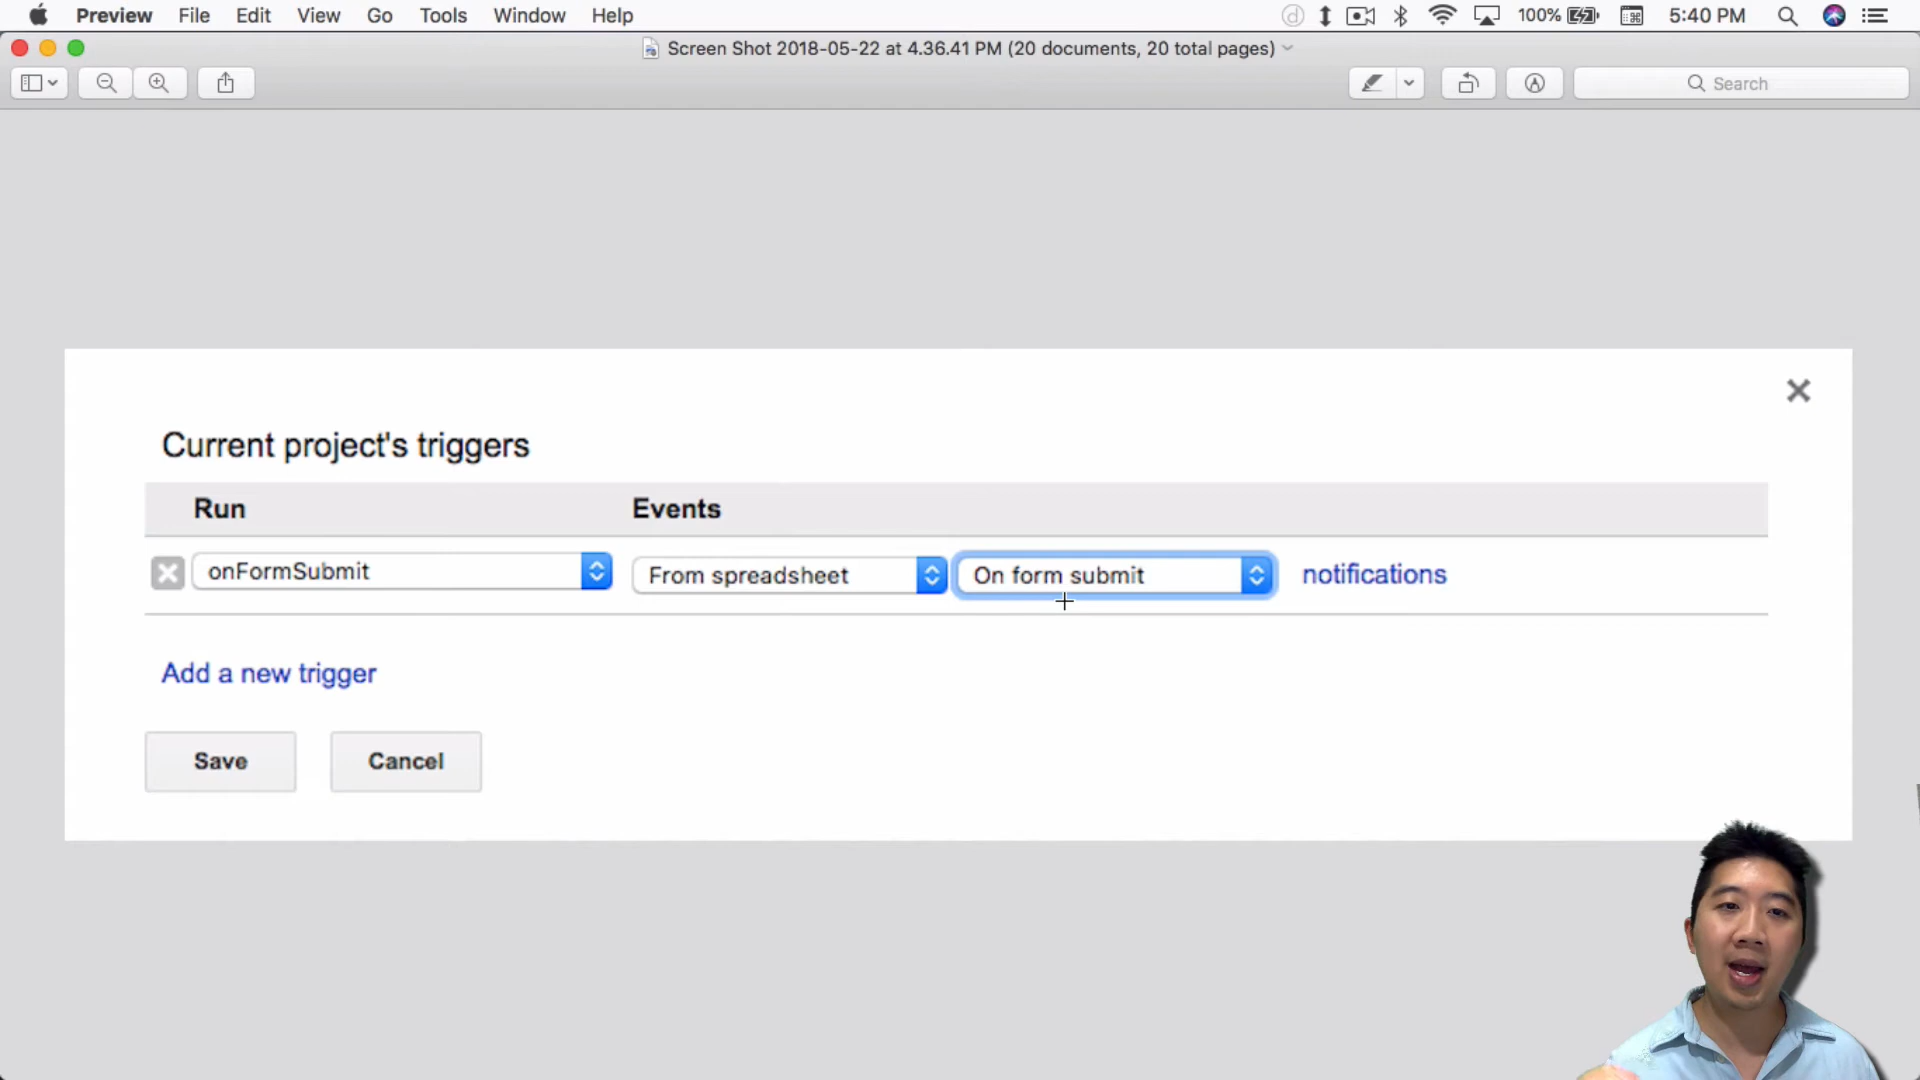 Preview File Edit View Go Tools Window Help 100% 5:40 PM
Screen Shot 2018-05-22 at 4.36.41 PM (20 documents, 20 total pages)
Search
Current project's triggers
Run Events
onFormSubmit From spreadsheet On form submit notifications
Add a new trigger
Save Cancel